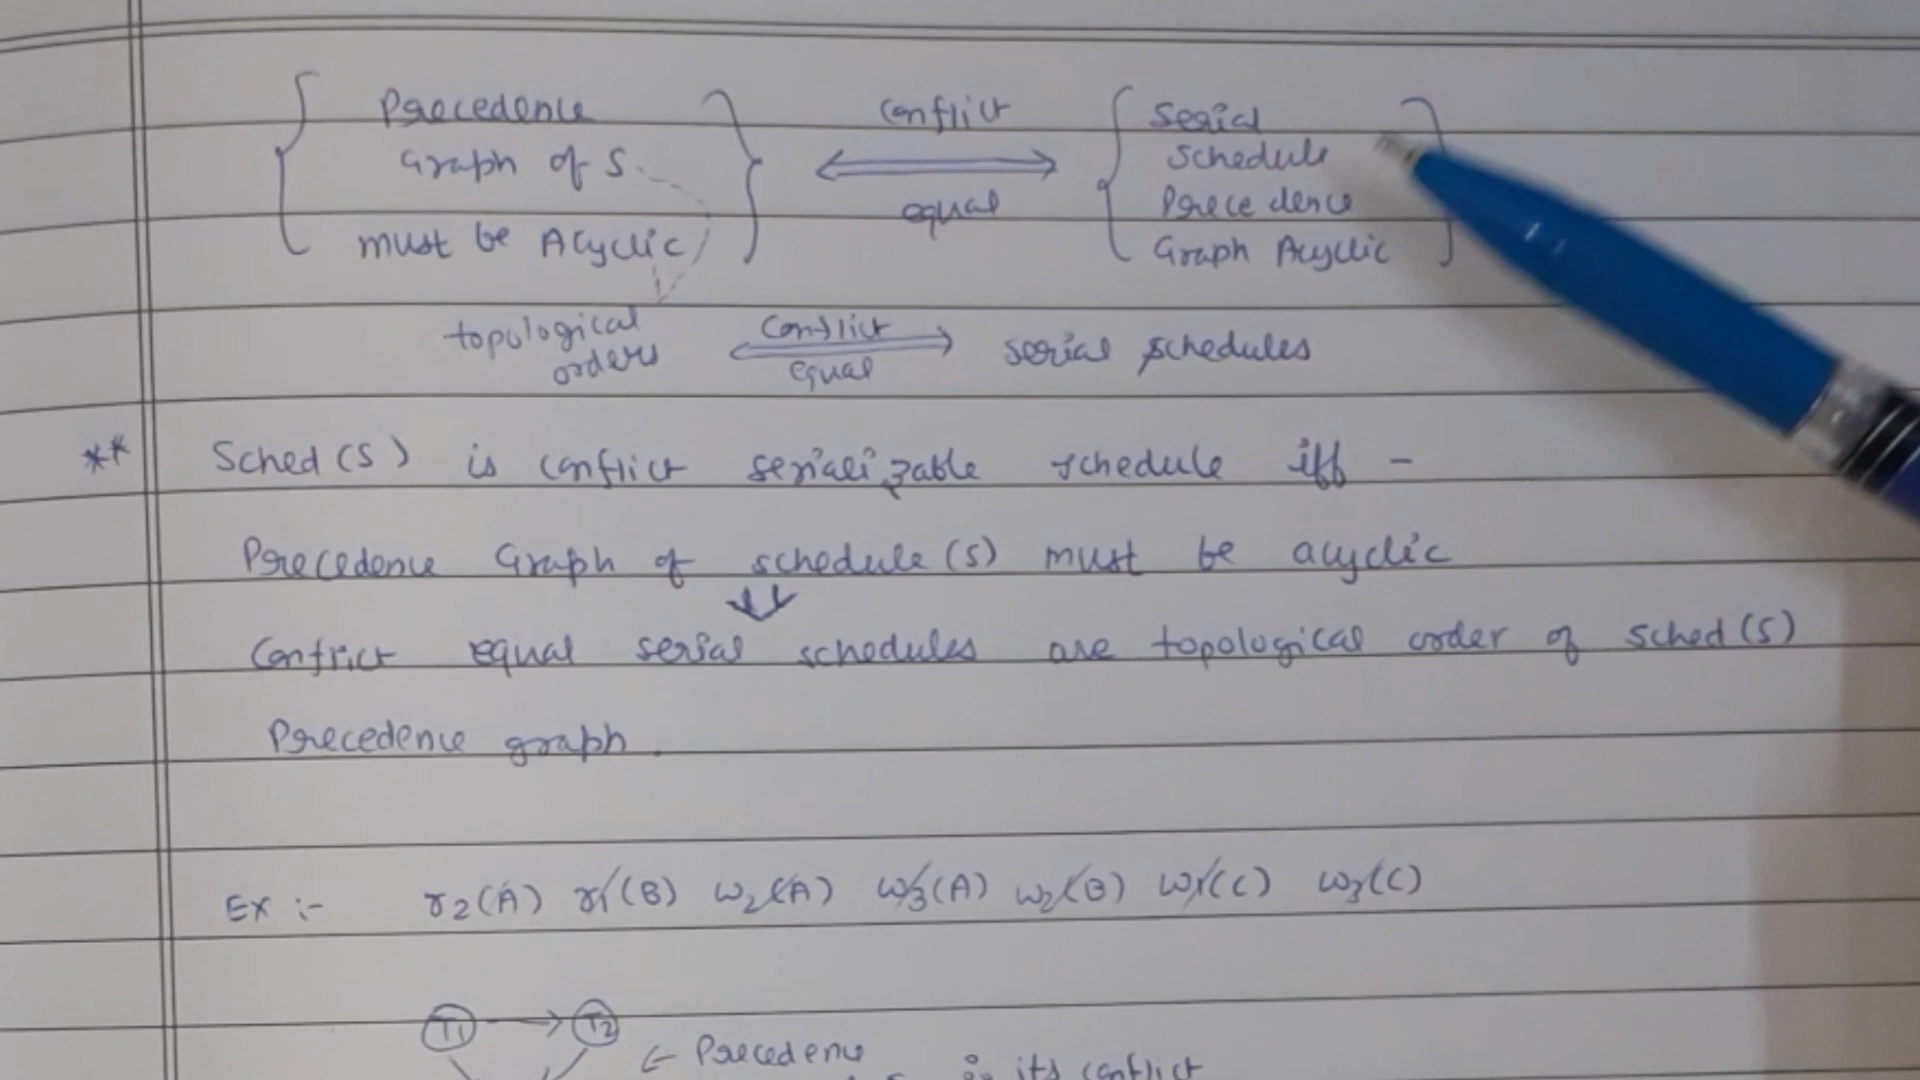 Precedence Conflict Serial
Graph of S Schedule
equal Precedence
must be Acyclic Graph Acyclic
topological orders Conflict equal serial schedules
** Sched (S) is conflict serializable schedule iff -
Precedence Graph of schedule (S) must be acyclic
Confrict equal serial schedules are topological order of Sched (S)
Precedence graph.
Ex :- r2(A) r1(B) w2(A) w3(A) w2(B) w1(C) w3(C)
T1 T2
← Precedence
its conflict